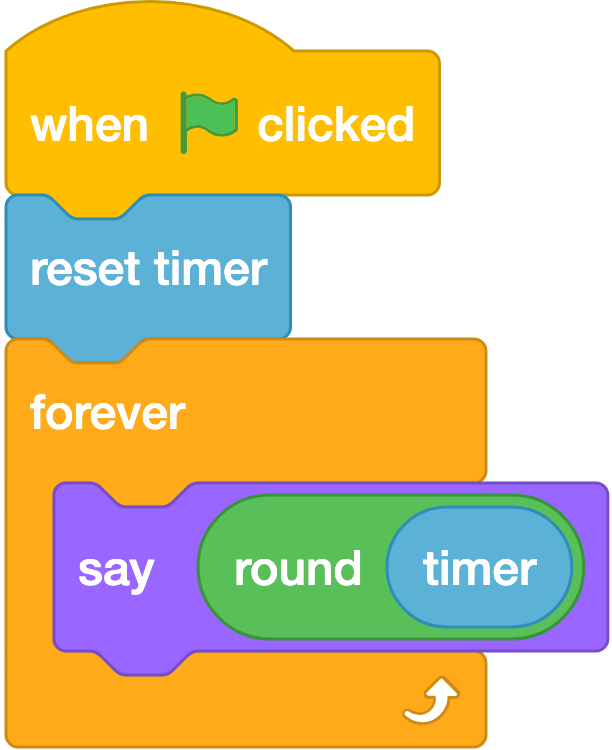 when clicked
reset timer
forever
say round timer